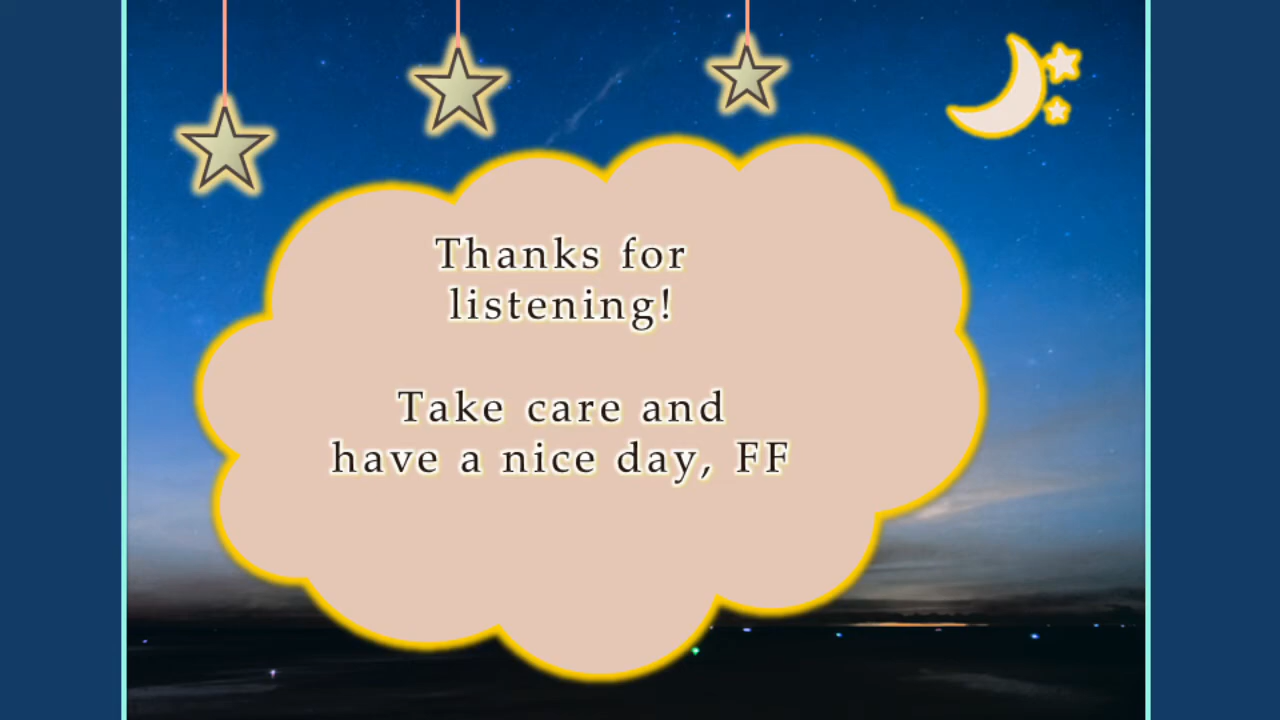 Thanks for
listening!
Take care and
have a nice day, FF